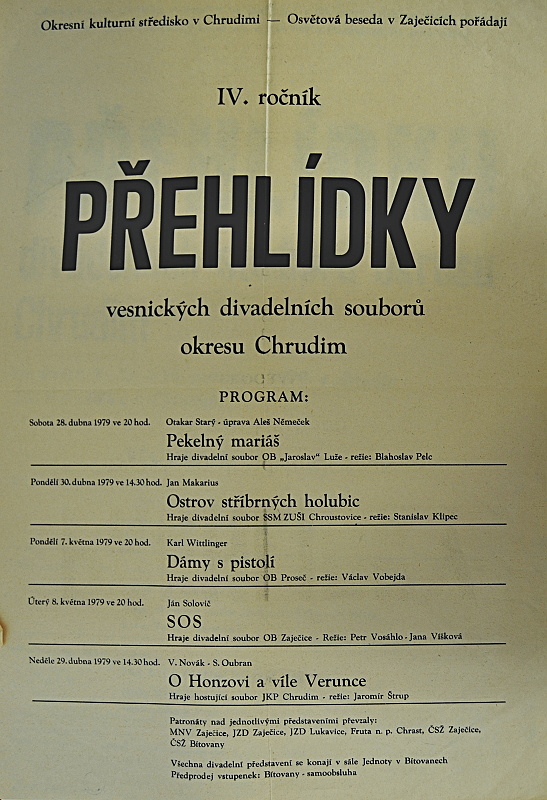 Okresní kulturní středisko v Chrudimi — Osvětová beseda v Zaječicích pořádají
IV. ročník
PŘEHLÍDKY
vesnických divadelních souborů
okresu Chrudim
PROGRAM:
Sobota 28. dubna 1979 ve 20 hod. Otakar Starý - úprava Aleš Němeček
Pekelný mariáš
Hraje divadelní soubor OB „Jaroslav" Luže - režie: Blahoslav Pelc
Pondělí 30. dubna 1979 ve 14.30 hod. Jan Makarius
Ostrov stříbrných holubic
Hraje divadelní soubor SSM ZUŠI Chroustovice - režie: Stanislav Klipec
Pondělí 7. května 1979 ve 20 hod. Karl Wittlinger
Dámy s pistolí
Hraje divadelní soubor OB Proseč - režie: Václav Vobejda
Úterý 8. května 1979 ve 20 hod. Ján Solovič
SOS
Hraje divadelní soubor OB Zaječice - Režie: Petr Vosáhlo - Jana Víšková
Neděle 29. dubna 1979 ve 14.30 hod. V. Novák - S. Oubran
O Honzovi a víle Verunce
Hraje hostující soubor JKP Chrudim - režie: Jaromír Štrup
Patronáty nad jednotlivými představeními převzaly:
MNV Zaječice, JZD Zaječice, JZD Lukavice, Fruta n. p. Chrast, ČSŽ Zaječice,
ČSŽ Bítovany
Všechna divadelní představení se konají v sále Jednoty v Bítovanech
Předprodej vstupenek: Bítovany - samoobsluha